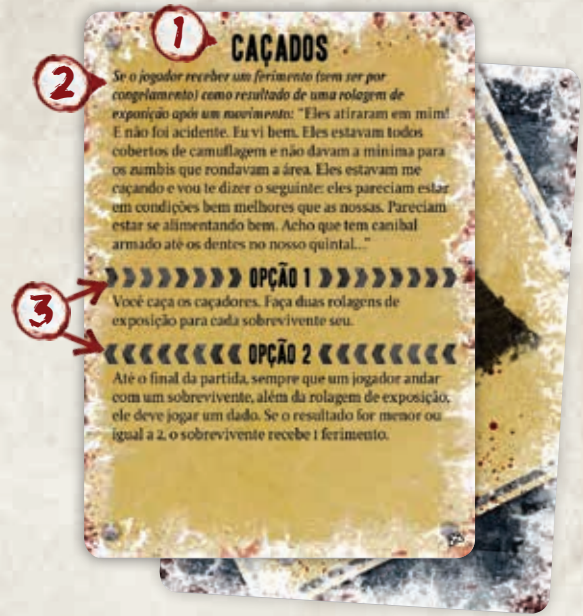 1
CAÇADOS
2
Se o jogador receber um ferimento (sem ser por
congelamento) como resultado de uma rolagem de
exposição após um movimento: "Eles atiraram em mim!
E não foi acidente. Eu vi bem. Eles estavam todos
cobertos de camuflagem e não davam a mínima para
os zumbis que rondavam a área. Eles estavam me
caçando e vou te dizer o seguinte: eles pareciam estar
em condições bem melhores que as nossas. Pareciam
estar se alimentando bem. Acho que tem canibal
armado até os dentes no nosso quintal..."
3
OPÇÃO 1
Você caça os caçadores. Faça duas rolagens de
exposição para cada sobrevivente seu.
OPÇÃO 2
Até o final da partida, sempre que um jogador andar
com um sobrevivente, além da rolagem de exposição,
ele deve jogar um dado. Se o resultado for menor ou
igual a 2, o sobrevivente recebe 1 ferimento.